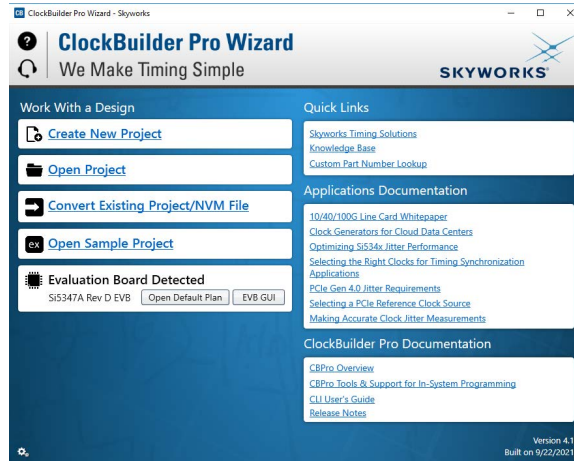 CB ClockBuilder Pro Wizard - Skyworks
ClockBuilder Pro Wizard
We Make Timing Simple
SKYWORKS®
Work With a Design
Create New Project
Open Project
Convert Existing Project/NVM File
ex Open Sample Project
Evaluation Board Detected
Si5347A Rev D EVB Open Default Plan EVB GUI
Quick Links
Skyworks Timing Solutions
Knowledge Base
Custom Part Number Lookup
Applications Documentation
10/40/100G Line Card Whitepaper
Clock Generators for Cloud Data Centers
Optimizing Si534x Jitter Performance
Selecting the Right Clocks for Timing Synchronization
Applications
PCIe Gen 4.0 Jitter Requirements
Selecting a PCIe Reference Clock Source
Making Accurate Clock Jitter Measurements
ClockBuilder Pro Documentation
CBPro Overview
CBPro Tools & Support for In-System Programming
CLI User's Guide
Release Notes
Version 4.1
Built on 9/22/2021